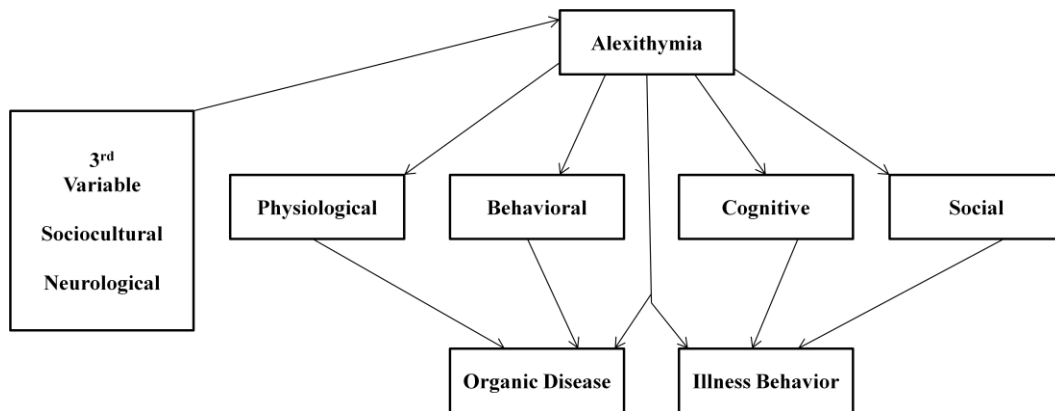 Alexithymia
3rd
Variable
Sociocultural
Neurological
Physiological
Behavioral
Cognitive
Social
Organic Disease
Illness Behavior